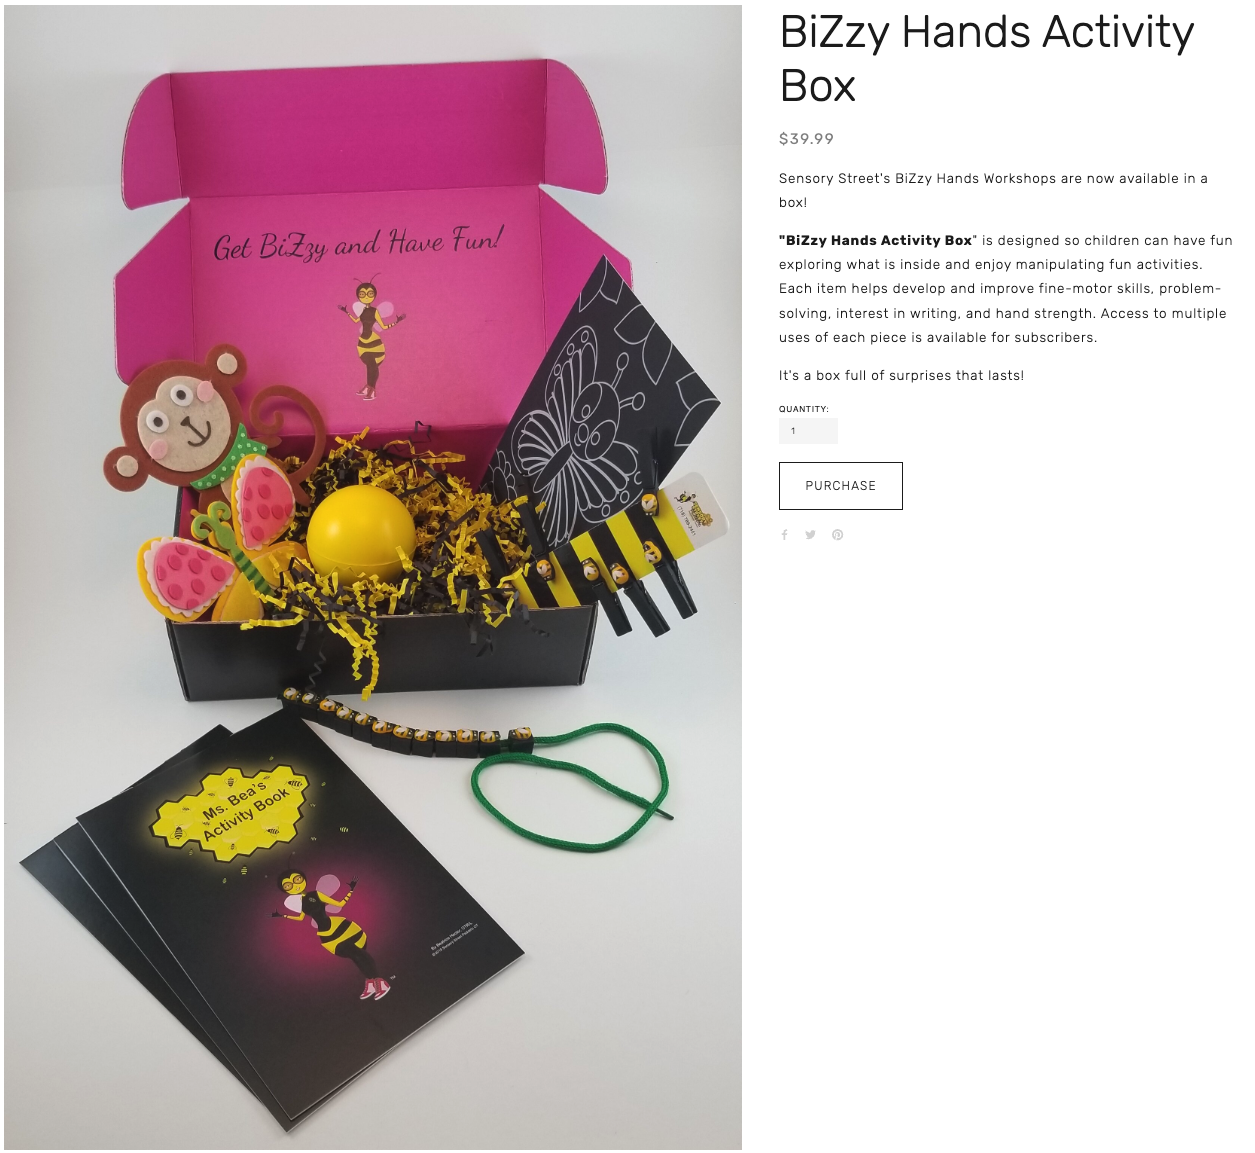 BiZzy Hands Activity
Box
$39.99
Sensory Street's BiZzy Hands Workshops are now available in a
box!
"BiZzy Hands Activity Box" is designed so children can have fun
exploring what is inside and enjoy manipulating fun activities.
Each item helps develop and improve fine-motor skills, problem-
solving, interest in writing, and hand strength. Access to multiple
uses of each piece is available for subscribers.
It's a box full of surprises that lasts!
QUANTITY:
1
PURCHASE
Get BiZzy and Have Fun!
Ms. Bea's
Activity Book